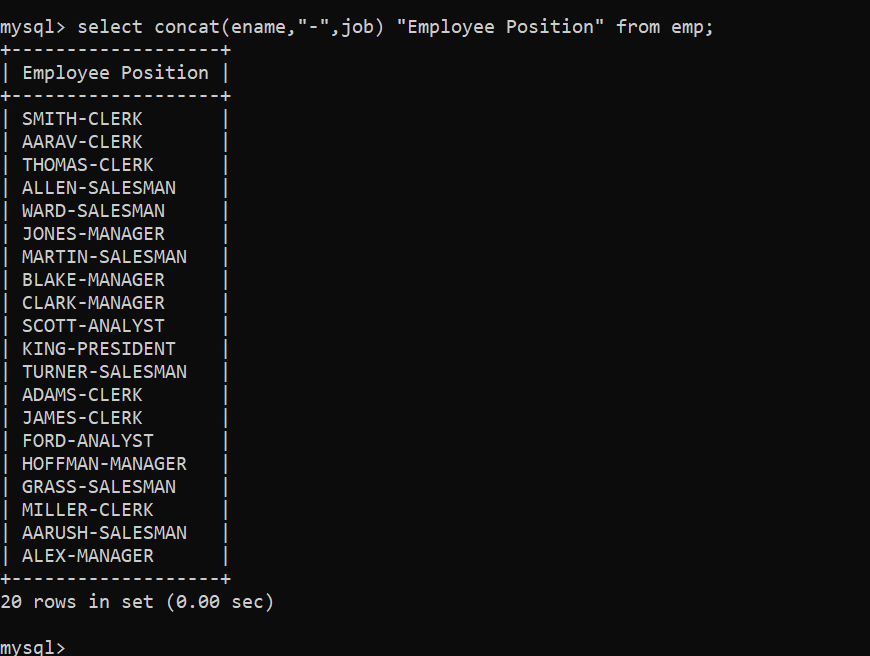 mysql> select concat(ename,"-",job) "Employee Position" from emp;
+-------------------+
| Employee Position |
+-------------------+
| SMITH-CLERK       |
| AARAV-CLERK       |
| THOMAS-CLERK      |
| ALLEN-SALESMAN    |
| WARD-SALESMAN     |
| JONES-MANAGER     |
| MARTIN-SALESMAN   |
| BLAKE-MANAGER     |
| CLARK-MANAGER     |
| SCOTT-ANALYST     |
| KING-PRESIDENT    |
| TURNER-SALESMAN   |
| ADAMS-CLERK       |
| JAMES-CLERK       |
| FORD-ANALYST      |
| HOFFMAN-MANAGER   |
| GRASS-SALESMAN    |
| MILLER-CLERK      |
| AARUSH-SALESMAN   |
| ALEX-MANAGER      |
+-------------------+
20 rows in set (0.00 sec)
mysql>